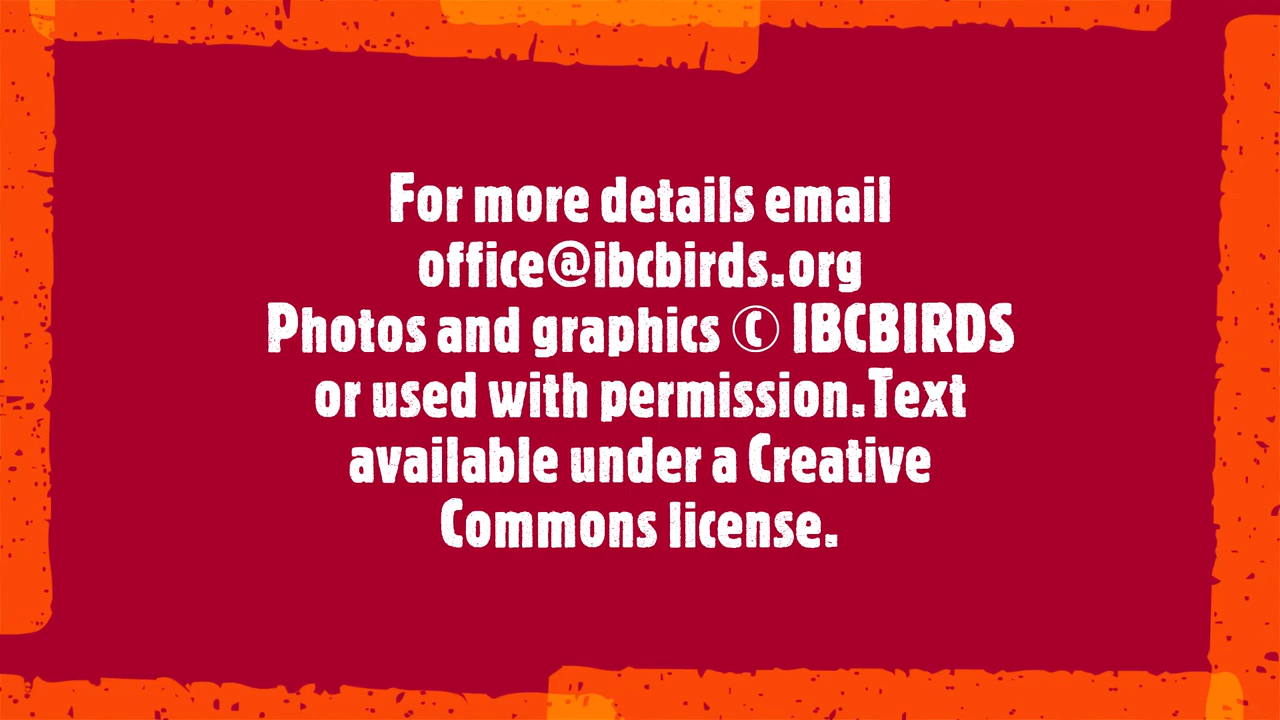 For more details email
office@ibcbirds.org
Photos and graphics © IBCBIRDS
or used with permission.Text
available under a Creative
Commons license.